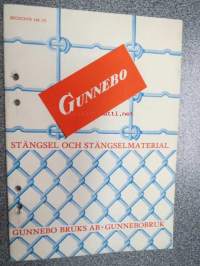 GUNNEBO
STÄNGSEL OCH STÄNGSELMATERIAL
GUNNEBO BRUKS AB · GUNNEBOBRUK